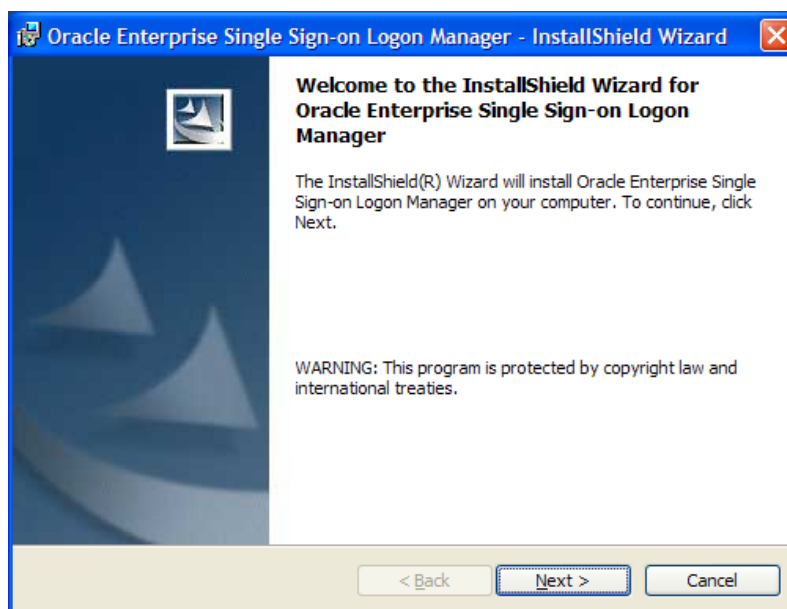 Oracle Enterprise Single Sign-on Logon Manager - InstallShield Wizard
Welcome to the InstallShield Wizard for
Oracle Enterprise Single Sign-on Logon
Manager
The InstallShield(R) Wizard will install Oracle Enterprise Single
Sign-on Logon Manager on your computer. To continue, click
Next.
WARNING: This program is protected by copyright law and
international treaties.
< Back
Next >
Cancel